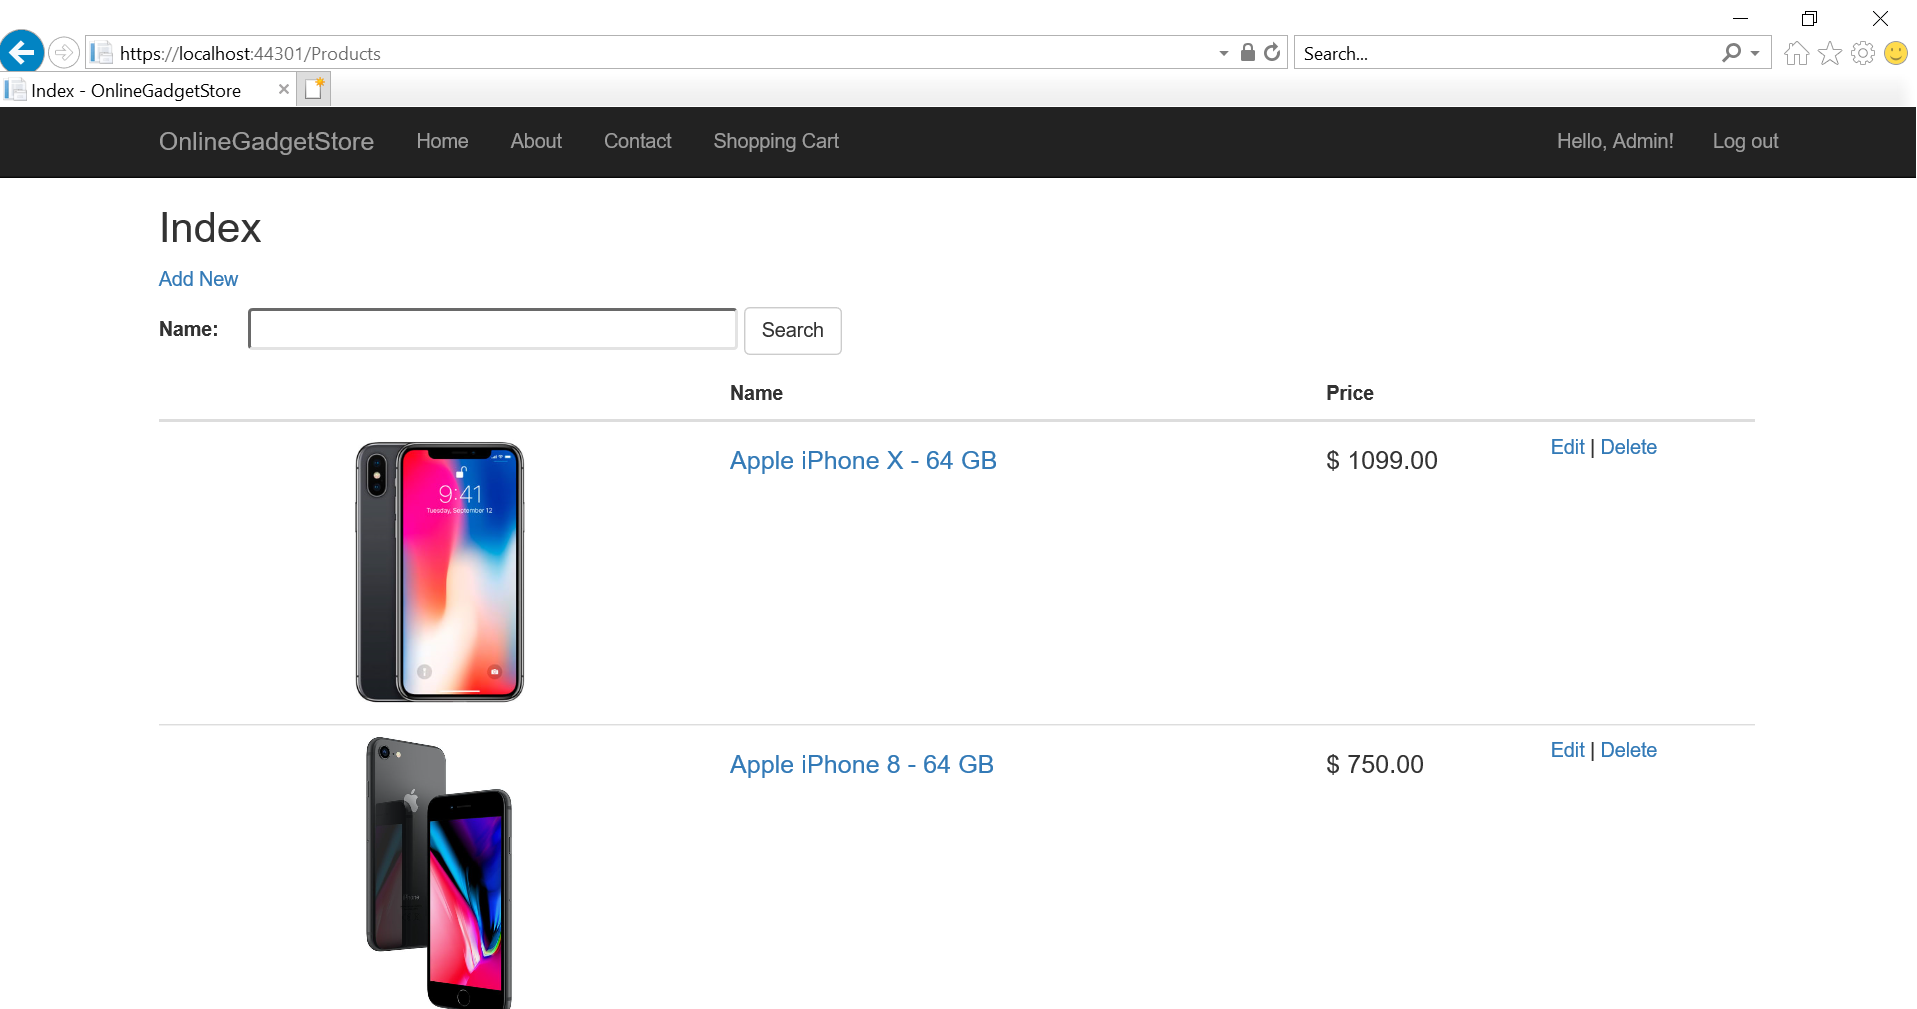 https://localhost:44301/Products
Search...
Index - OnlineGadgetStore
OnlineGadgetStore Home About Contact Shopping Cart Hello, Admin! Log out
Index
Add New
Name: Search
Name Price
Apple iPhone X - 64 GB $ 1099.00 Edit | Delete
9:41
Tuesday, September 12
Apple iPhone 8 - 64 GB $ 750.00 Edit | Delete